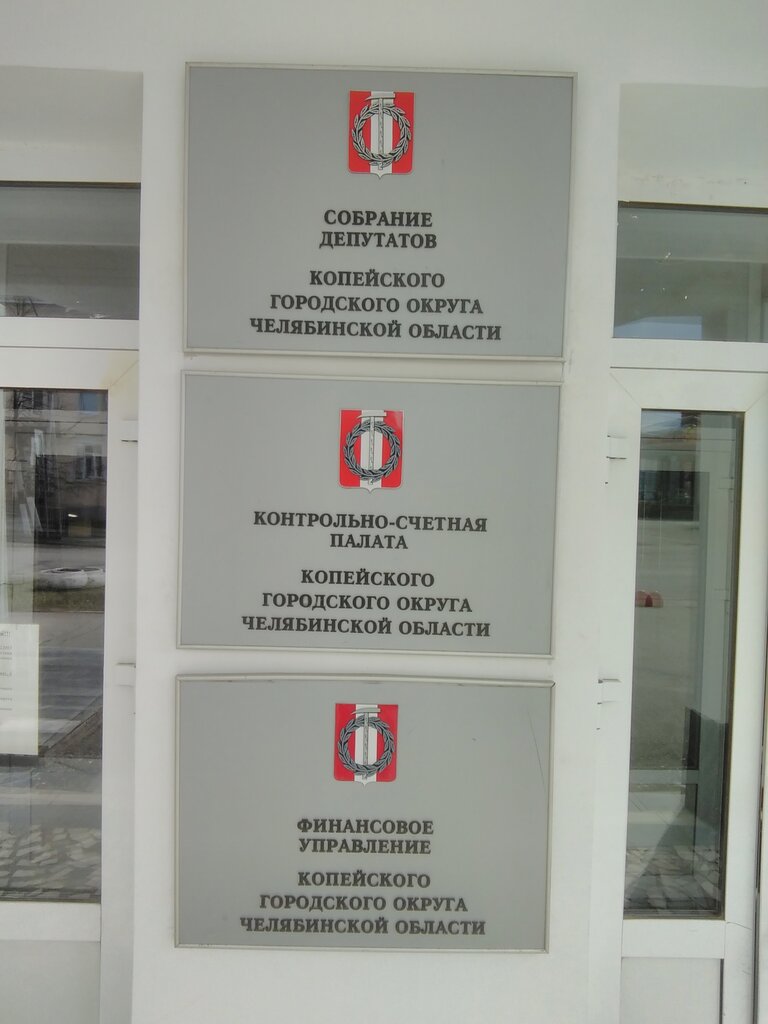 СОБРАНИЕ
ДЕПУТАТОВ
КОПЕЙСКОГО
ГОРОДСКОГО ОКРУГА
ЧЕЛЯБИНСКОЙ ОБЛАСТИ
КОНТРОЛЬНО-СЧЕТНАЯ
ПАЛАТА
КОПЕЙСКОГО
ГОРОДСКОГО ОКРУГА
ЧЕЛЯБИНСКОЙ ОБЛАСТИ
ФИНАНСОВОЕ
УПРАВЛЕНИЕ
КОПЕЙСКОГО
ГОРОДСКОГО ОКРУГА
ЧЕЛЯБИНСКОЙ ОБЛАСТИ